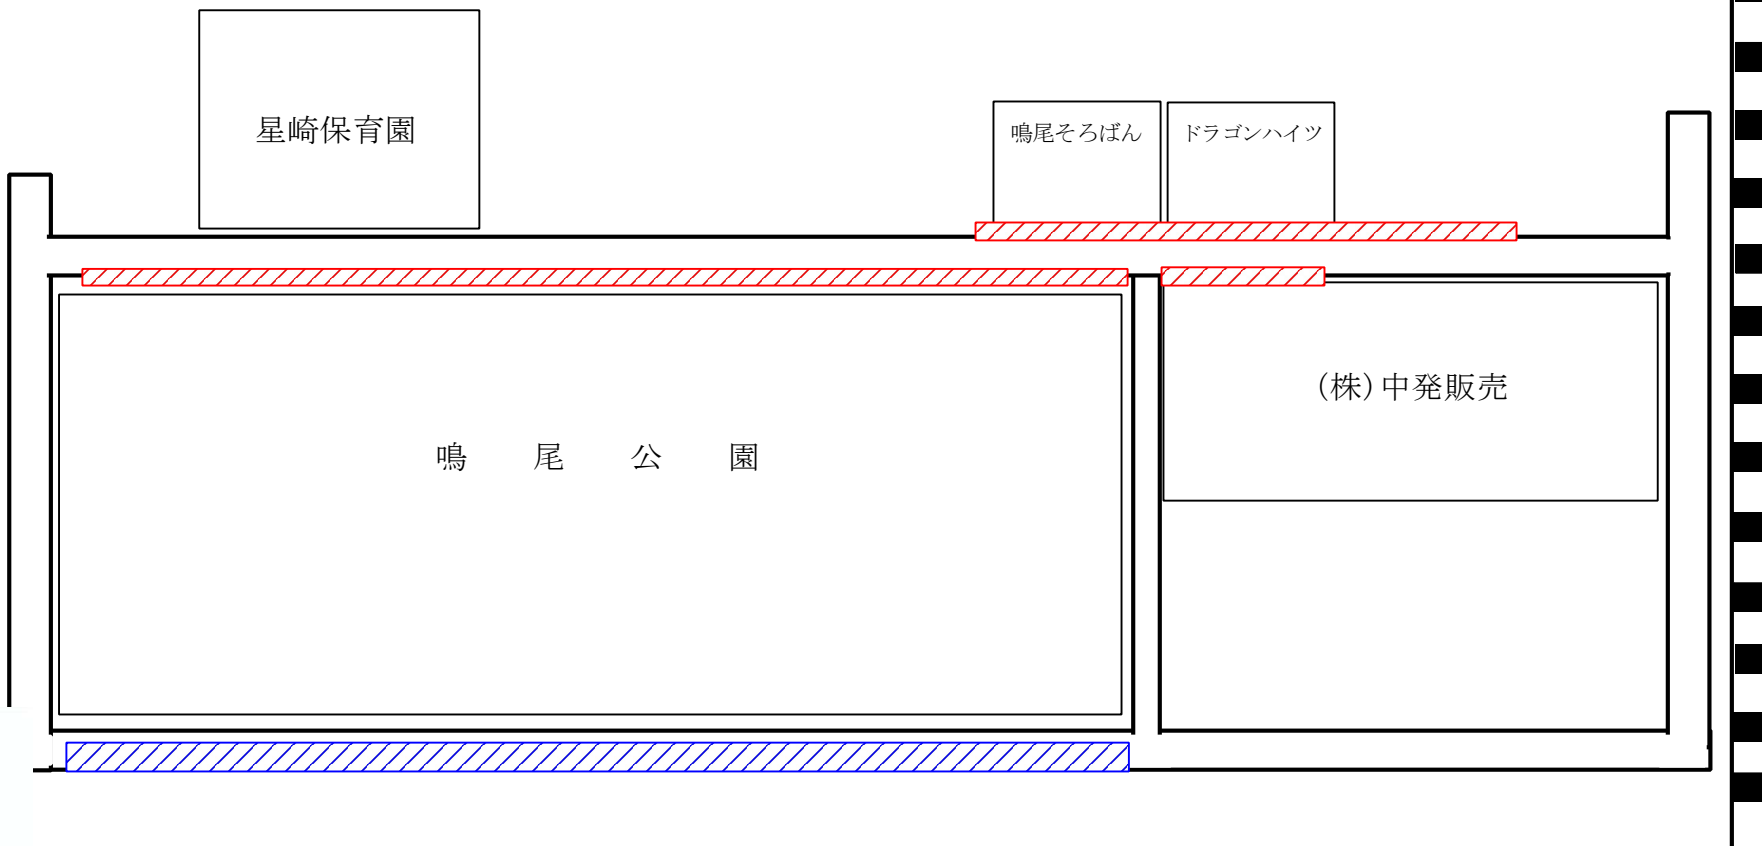 星崎保育園
鳴尾そろばん
ドラゴンハイツ
(株)中発販売
鳴 尾 公 園